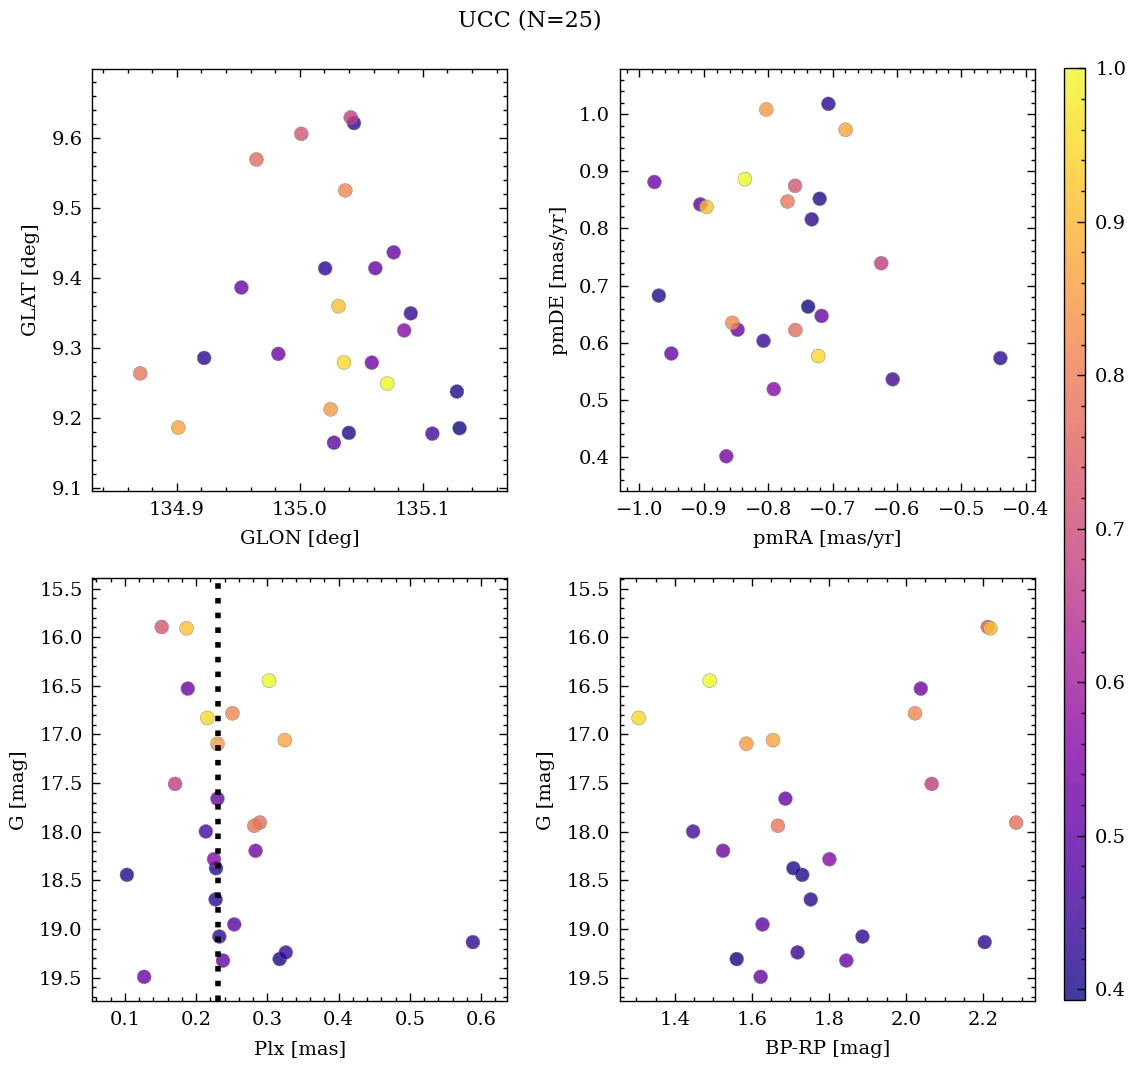 UCC (N=25)
9.6
9.5
9.4
9.3
9.2
9.1
GLAT [deg]
134.9 135.0 135.1
GLON [deg]
1.0
0.9
0.8
0.7
0.6
0.5
0.4
pmDE [mas/yr]
−1.0 −0.9 −0.8 −0.7 −0.6 −0.5 −0.4
pmRA [mas/yr]
15.5
16.0
16.5
17.0
17.5
18.0
18.5
19.0
19.5
G [mag]
0.1 0.2 0.3 0.4 0.5 0.6
Plx [mas]
15.5
16.0
16.5
17.0
17.5
18.0
18.5
19.0
19.5
G [mag]
1.4 1.6 1.8 2.0 2.2
BP-RP [mag]
1.0
0.9
0.8
0.7
0.6
0.5
0.4